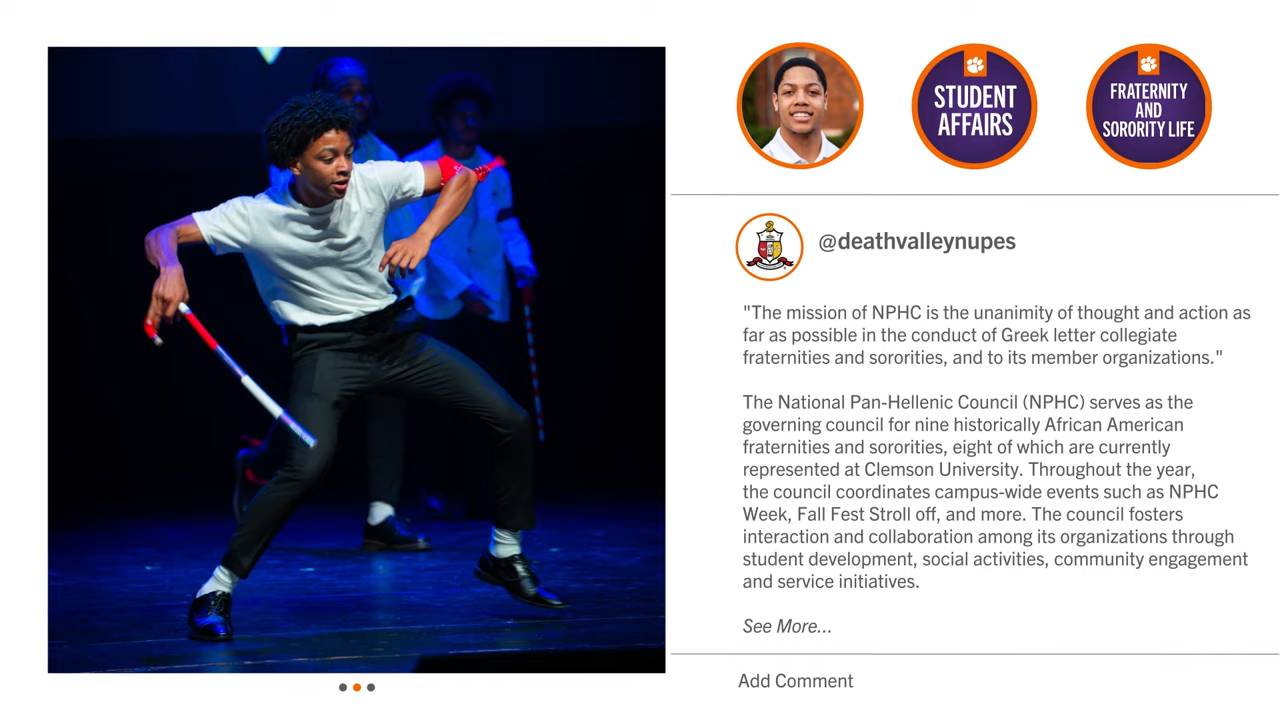 STUDENT
AFFAIRS
FRATERNITY
AND
SORORITY LIFE
@deathvalleynupes
"The mission of NPHC is the unanimity of thought and action as
far as possible in the conduct of Greek letter collegiate
fraternities and sororities, and to its member organizations."
The National Pan-Hellenic Council (NPHC) serves as the
governing council for nine historically African American
fraternities and sororities, eight of which are currently
represented at Clemson University. Throughout the year,
the council coordinates campus-wide events such as NPHC
Week, Fall Fest Stroll off, and more. The council fosters
interaction and collaboration among its organizations through
student development, social activities, community engagement
and service initiatives.
See More...
Add Comment